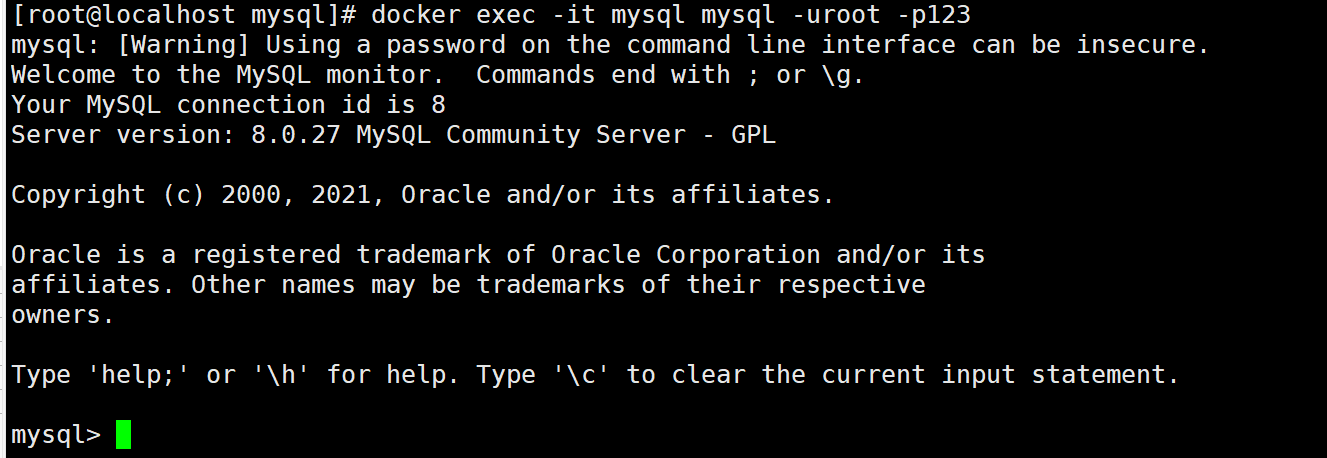 [root@localhost mysql]# docker exec -it mysql mysql -uroot -p123
mysql: [Warning] Using a password on the command line interface can be insecure.
Welcome to the MySQL monitor.  Commands end with ; or \g.
Your MySQL connection id is 8
Server version: 8.0.27 MySQL Community Server - GPL

Copyright (c) 2000, 2021, Oracle and/or its affiliates.

Oracle is a registered trademark of Oracle Corporation and/or its
affiliates. Other names may be trademarks of their respective
owners.

Type 'help;' or '\h' for help. Type '\c' to clear the current input statement.

mysql>